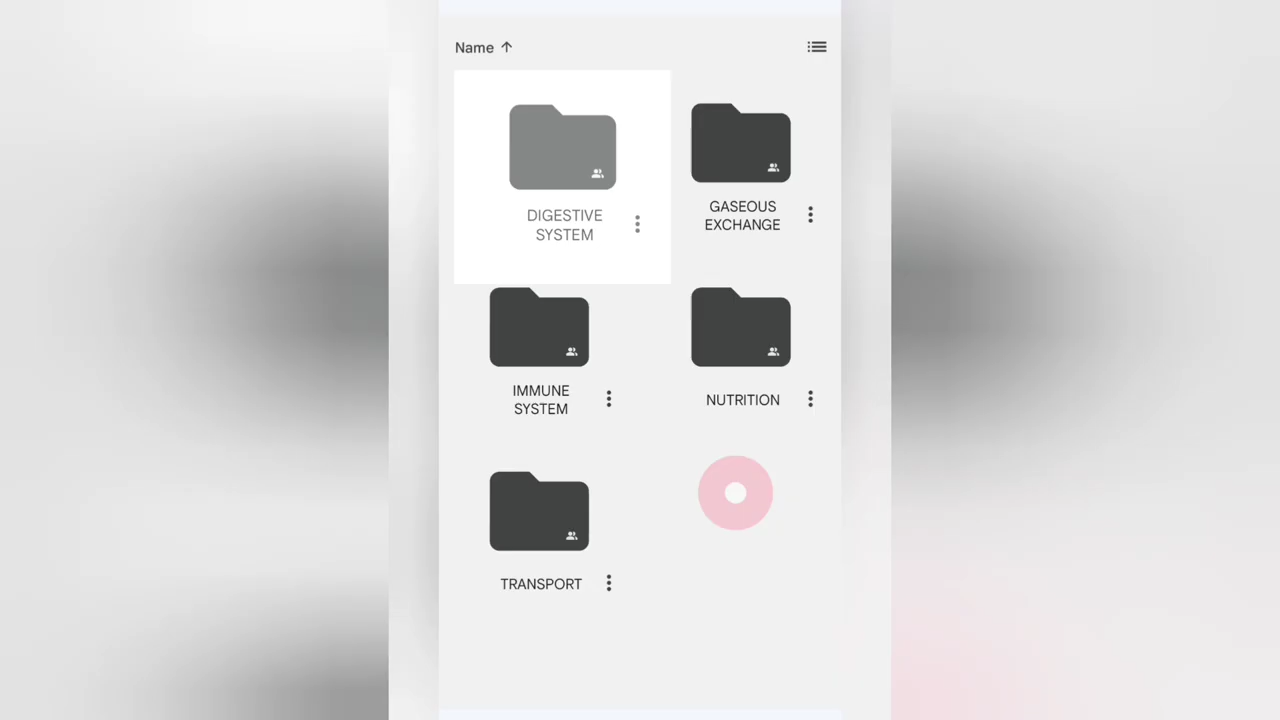 Name
DIGESTIVE
SYSTEM
GASEOUS
EXCHANGE
IMMUNE
SYSTEM
NUTRITION
TRANSPORT